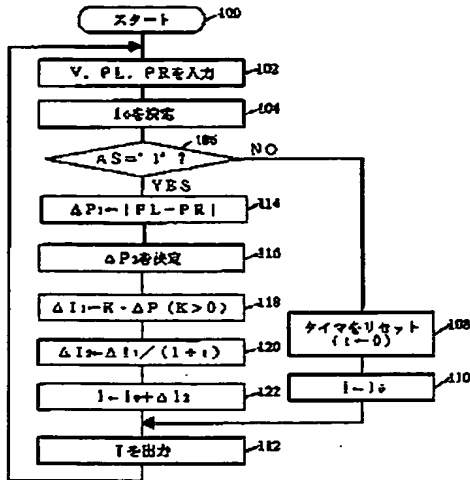 スタート
100
V, PL, PRを入力
102
I₀を決定
104
AS="1" ?
106
NO
YES
ΔP₁←|PL-PR|
114
ΔP₂を決定
116
ΔI₁←K・ΔP (K>0)
118
タイマをリセット
(t←0)
108
ΔI₂←ΔI₁/(1+t)
120
I←I₀
110
I←I₀+ΔI₂
122
Iを出力
112